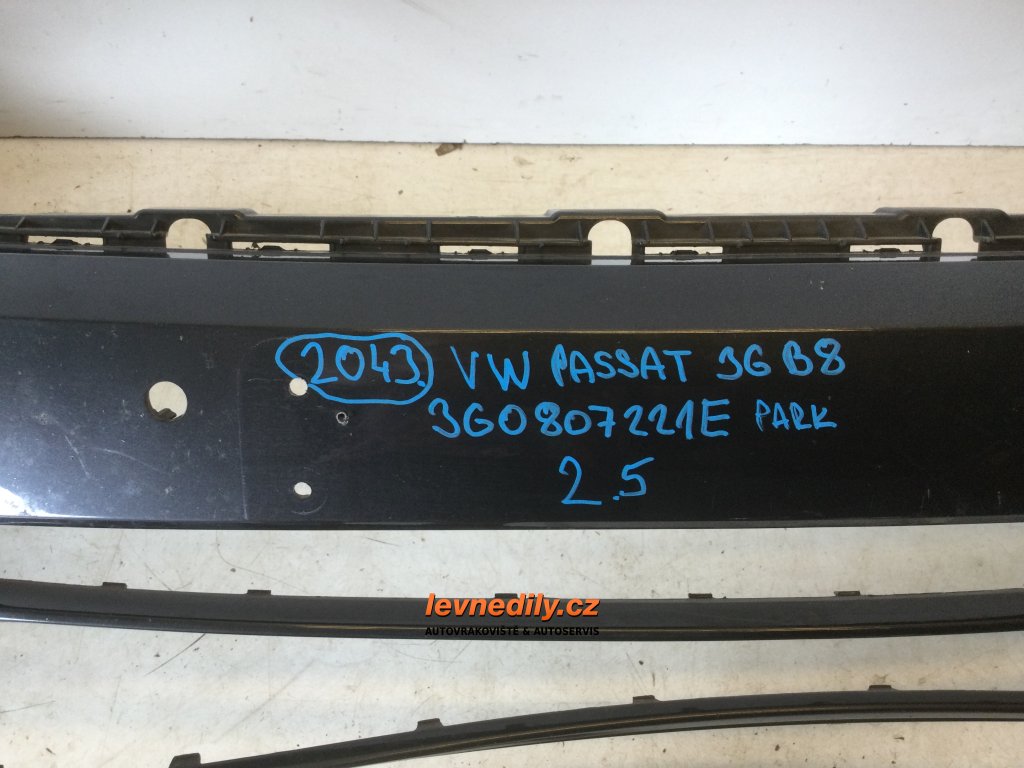 2043. VW PASSAT 3G B8
3G0807221E PARK
2.5
levnedily.cz
AUTOVRAKOVIŠTĚ & AUTOSERVIS